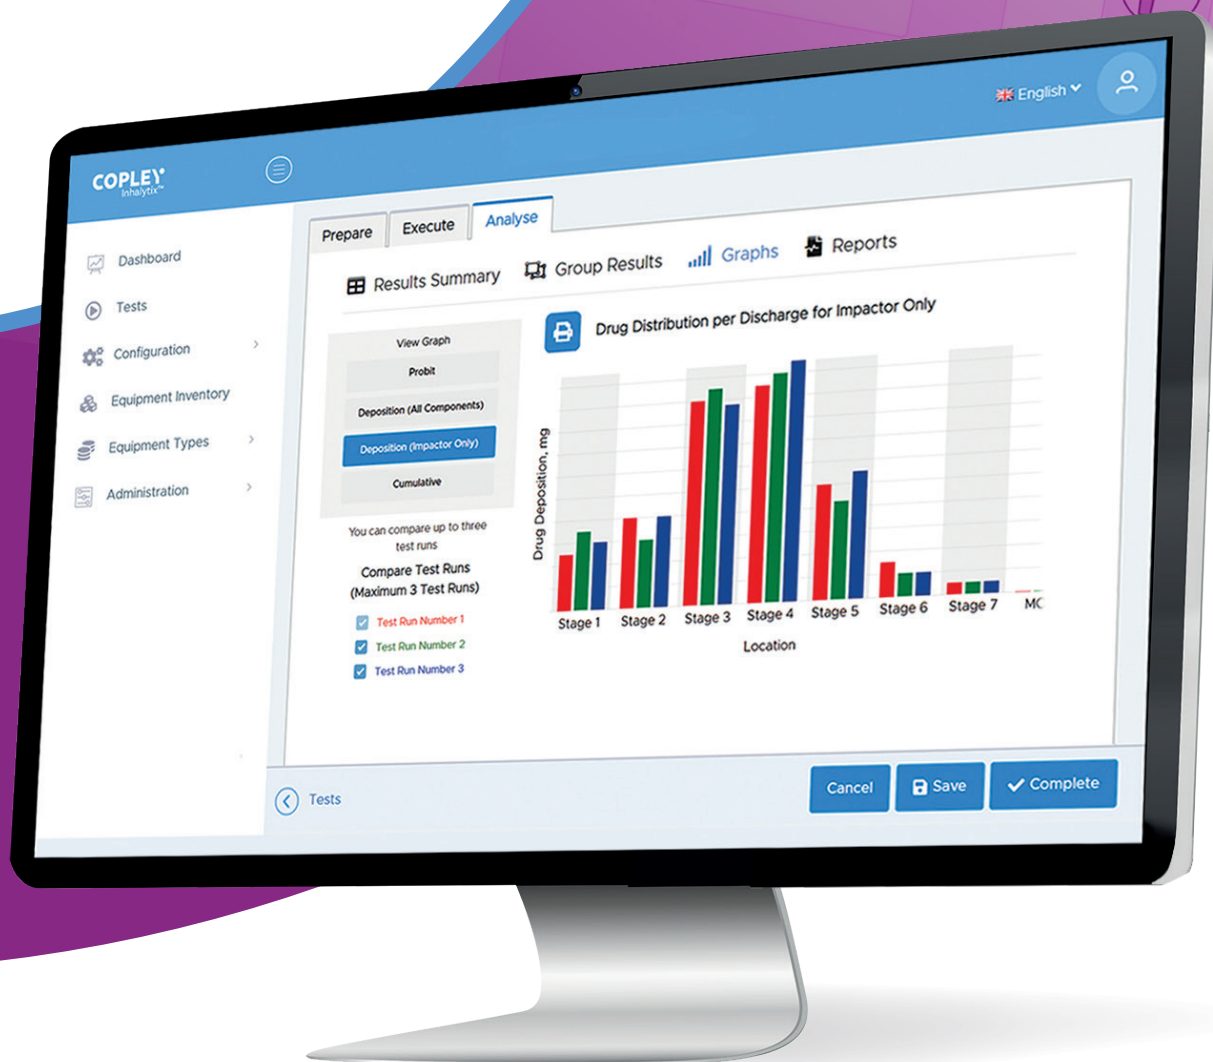 COPLEY
Inhalytix™
English
Dashboard
Tests
Configuration
Equipment Inventory
Equipment Types
Administration
Prepare
Execute
Analyse
Results Summary
Group Results
Graphs
Reports
View Graph
Probit
Deposition (All Components)
Deposition (Impactor Only)
Cumulative
You can compare up to three
test runs
Compare Test Runs
(Maximum 3 Test Runs)
Test Run Number 1
Test Run Number 2
Test Run Number 3
Drug Distribution per Discharge for Impactor Only
Drug Deposition, mg
Stage 1
Stage 2
Stage 3
Stage 4
Stage 5
Stage 6
Stage 7
MC
Location
Tests
Cancel
Save
Complete